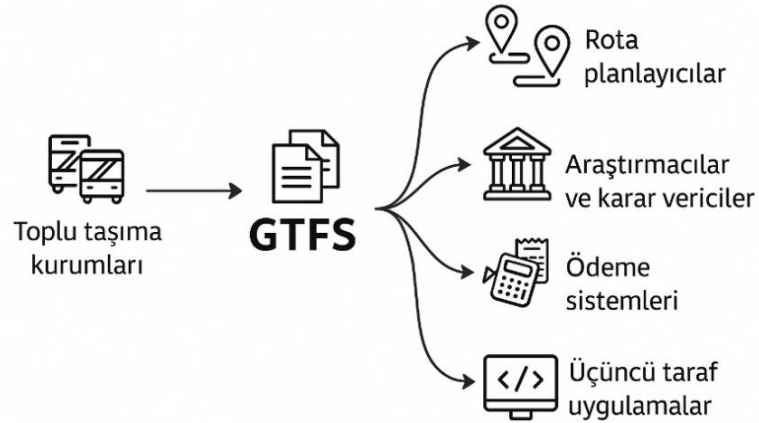 Toplu taşıma
kurumları
GTFS
Rota
planlayıcılar
Araştırmacılar
ve karar vericiler
Ödeme
sistemleri
</>
Üçüncü taraf
uygulamalar